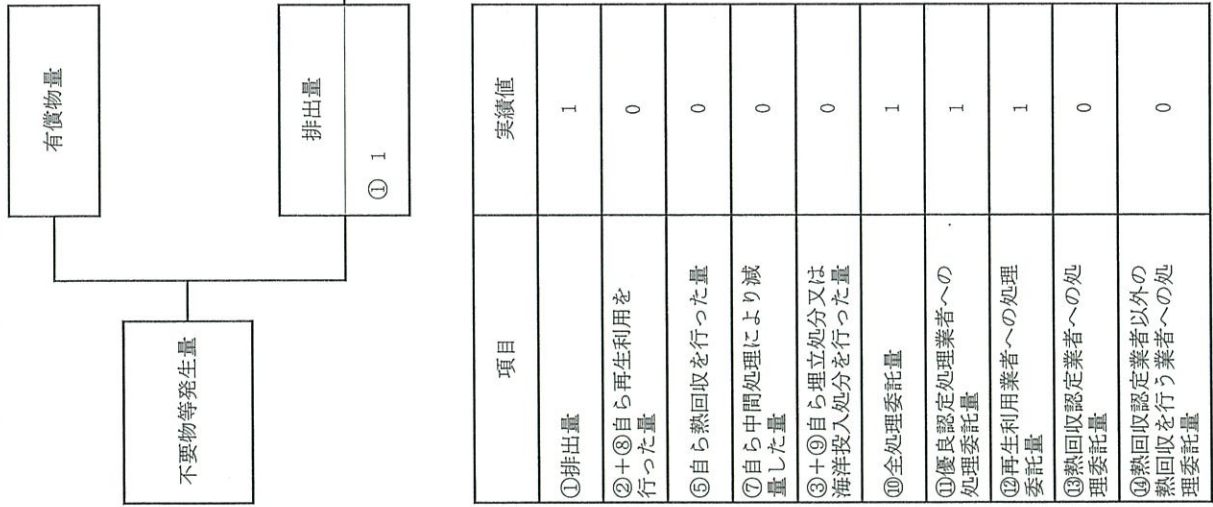 有償物量
不要物等発生量
排出量
① 1
項目
実績値
①排出量
1
②+⑧自ら再生利用を
行った量
0
⑤自ら熱回収を行った量
0
⑦自ら中間処理により減
量した量
0
③+⑨自ら埋立処分又は
海洋投入処分を行った量
0
⑩全処理委託量
1
⑪優良認定処理業者への
処理委託量
1
⑫再生利用業者への処理
委託量
1
⑬熱回収認定業者への処
理委託量
0
⑭熱回収認定業者以外の
熱回収を行う業者への処
理委託量
0